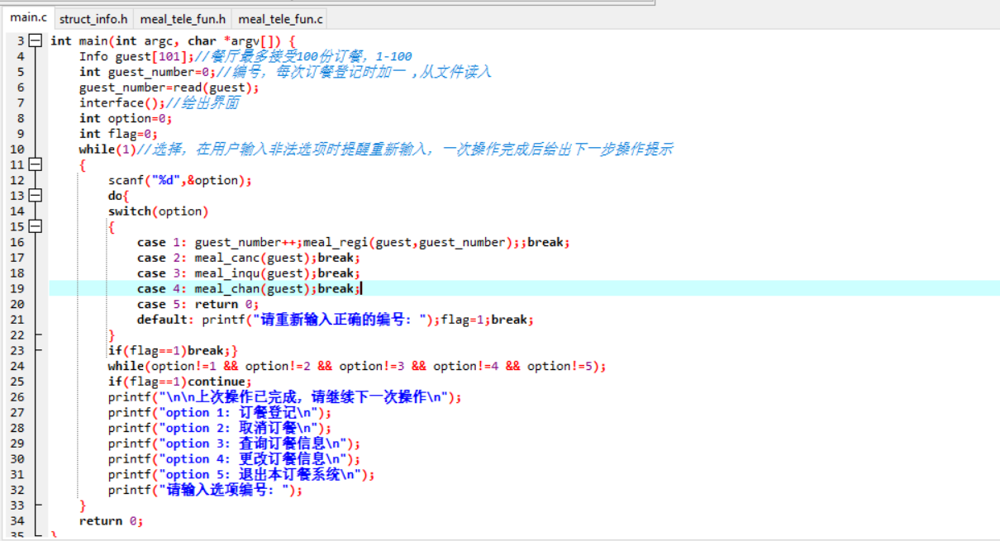 main.c struct_info.h meal_tele_fun.h meal_tele_fun.c
3 int main(int argc, char *argv[]) {
4 Info guest[101];//餐厅最多接受100份订餐，1-100
5 int guest_number=0;//编号，每次订餐登记时加一 ,从文件读入
6 guest_number=read(guest);
7 interface();//给出界面
8 int option=0;
9 int flag=0;
10 while(1)//选择，在用户输入非法选项时提醒重新输入，一次操作完成后给出下一步操作提示
11 {
12 scanf("%d",&option);
13 do{
14 switch(option)
15 {
16 case 1: guest_number++;meal_regi(guest,guest_number);;break;
17 case 2: meal_canc(guest);break;
18 case 3: meal_inqu(guest);break;
19 case 4: meal_chan(guest);break;
20 case 5: return 0;
21 default: printf("请重新输入正确的编号：");flag=1;break;
22 }
23 if(flag==1)break;}
24 while(option!=1 && option!=2 && option!=3 && option!=4 && option!=5);
25 if(flag==1)continue;
26 printf("\n\n上次操作已完成，请继续下一次操作\n");
27 printf("option 1: 订餐登记\n");
28 printf("option 2: 取消订餐\n");
29 printf("option 3: 查询订餐信息\n");
30 printf("option 4: 更改订餐信息\n");
31 printf("option 5: 退出本订餐系统\n");
32 printf("请输入选项编号：");
33 }
34 return 0;
35 }